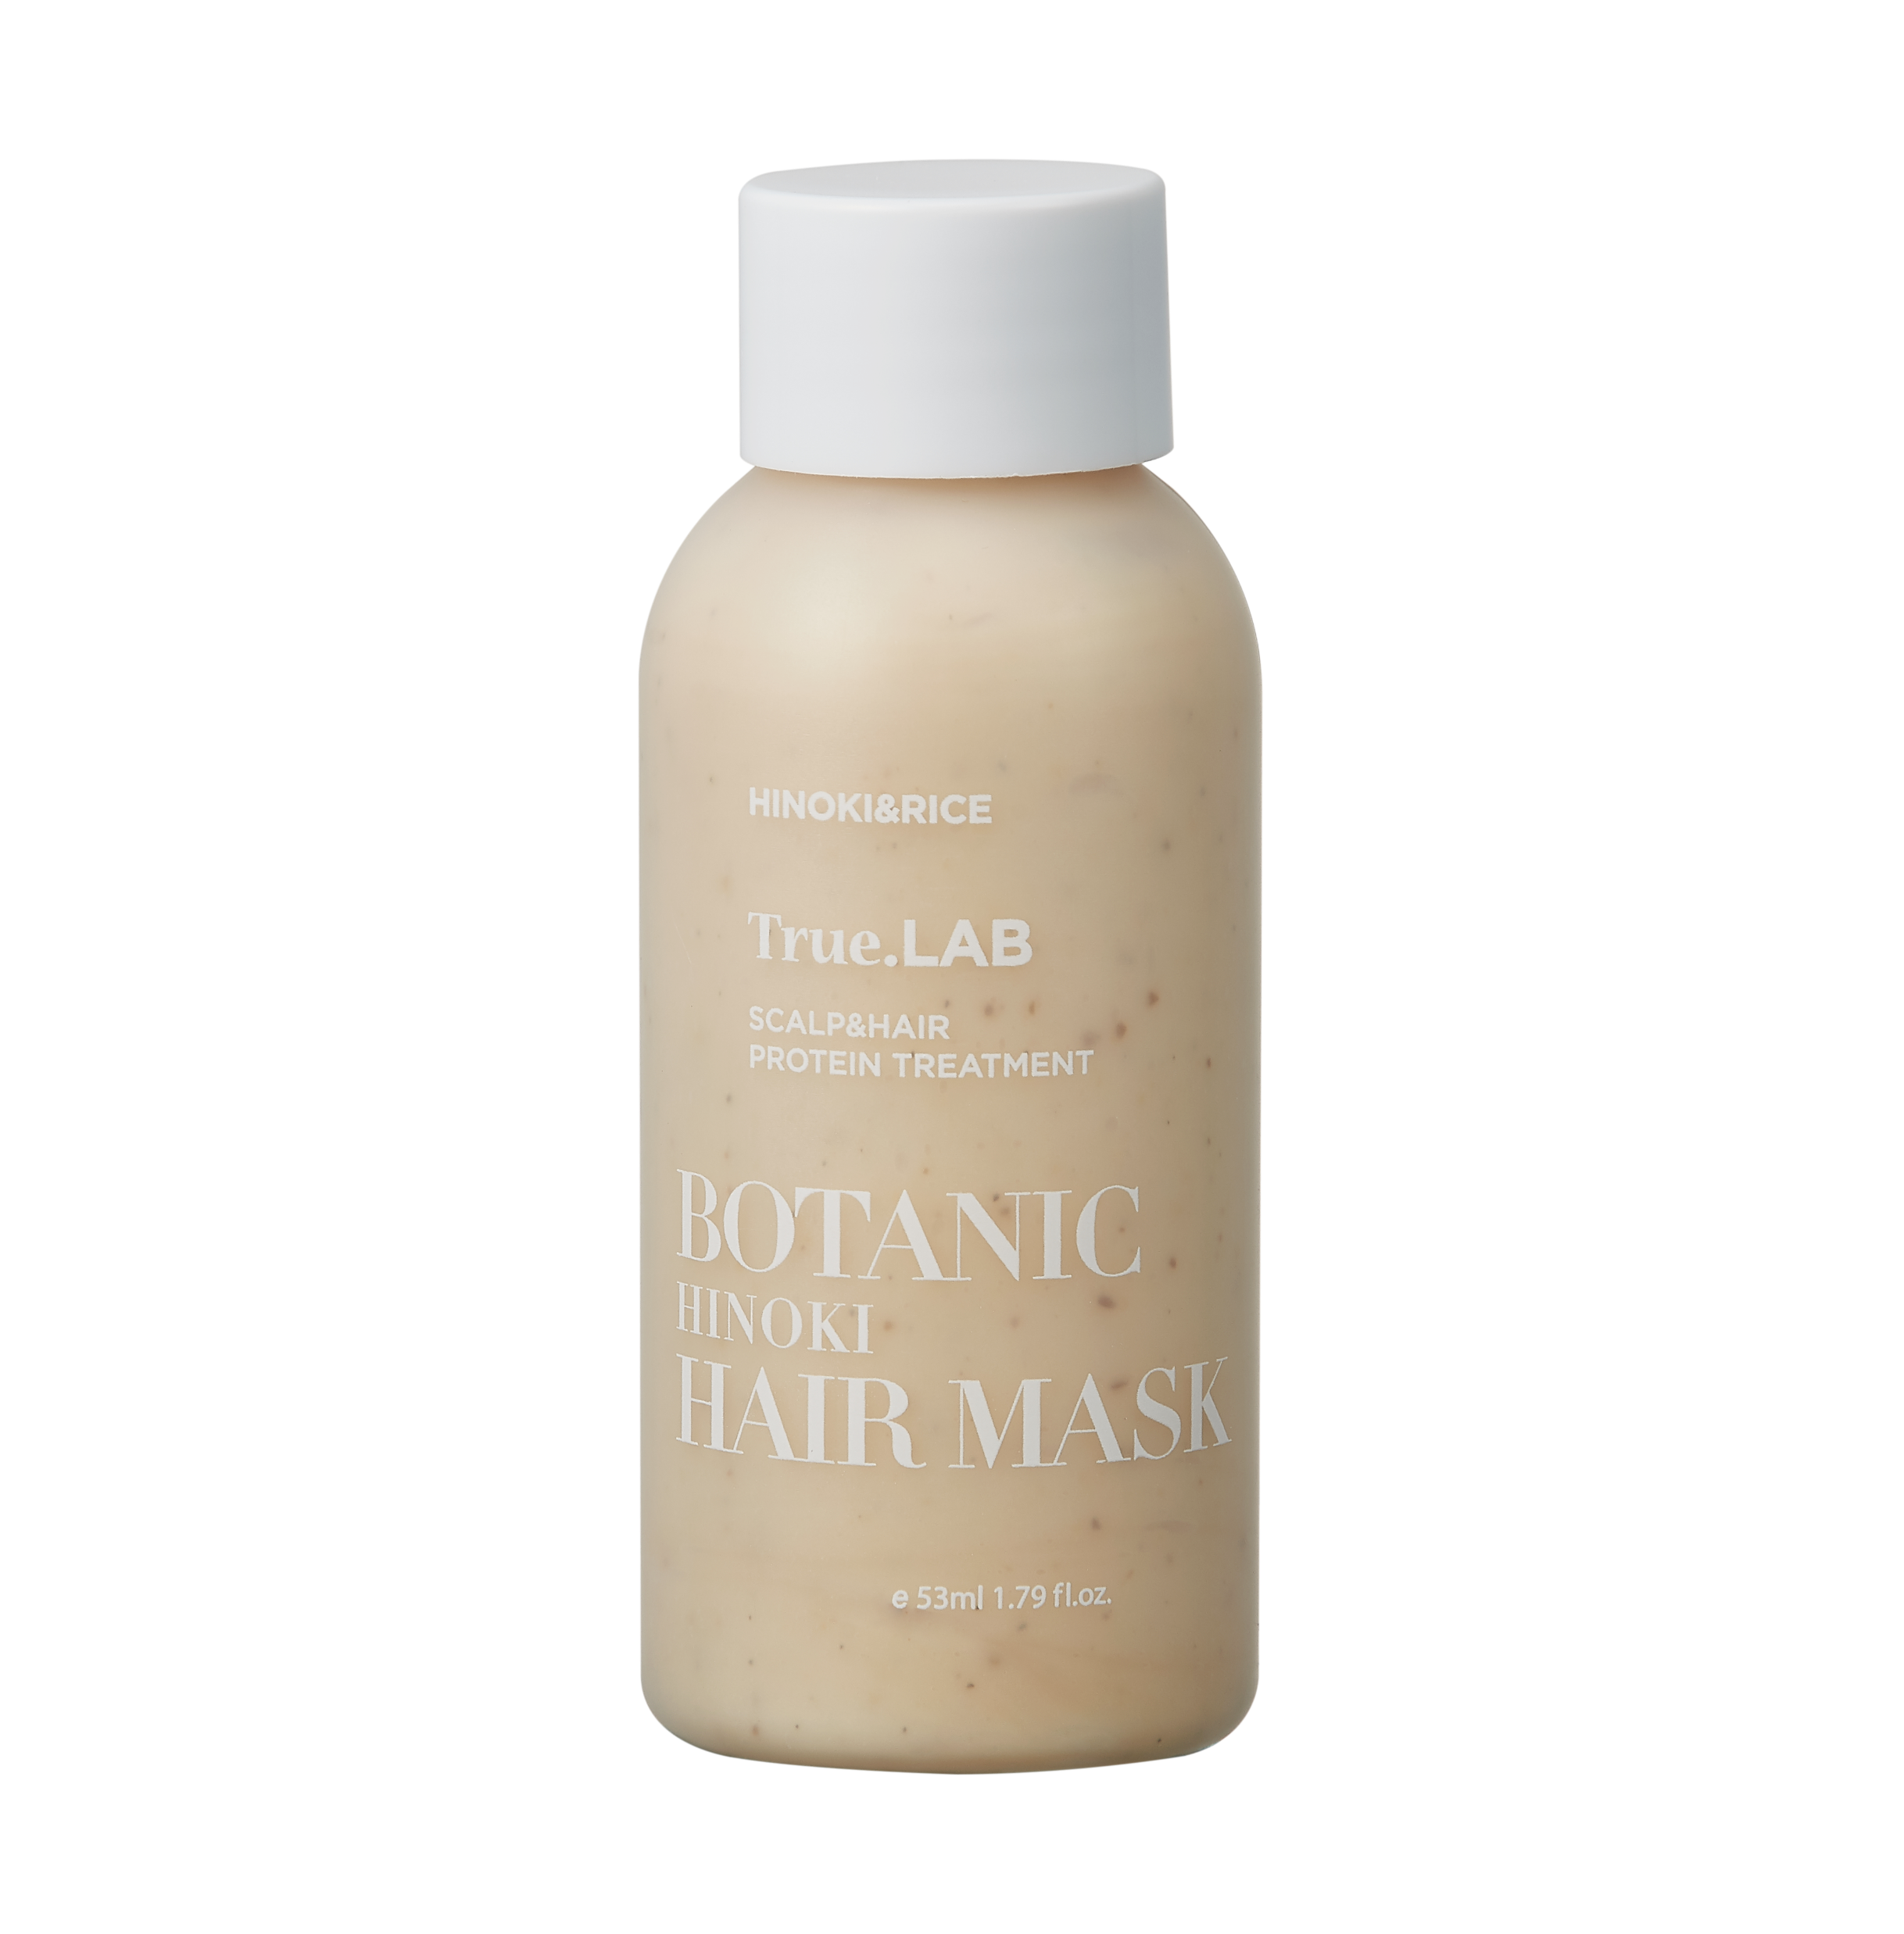 HINOKI&RICE
True.LAB
SCALP&HAIR
PROTEIN TREATMENT
BOTANIC
HINOKI
HAIR MASK
e 53ml 1.79 fl.oz.